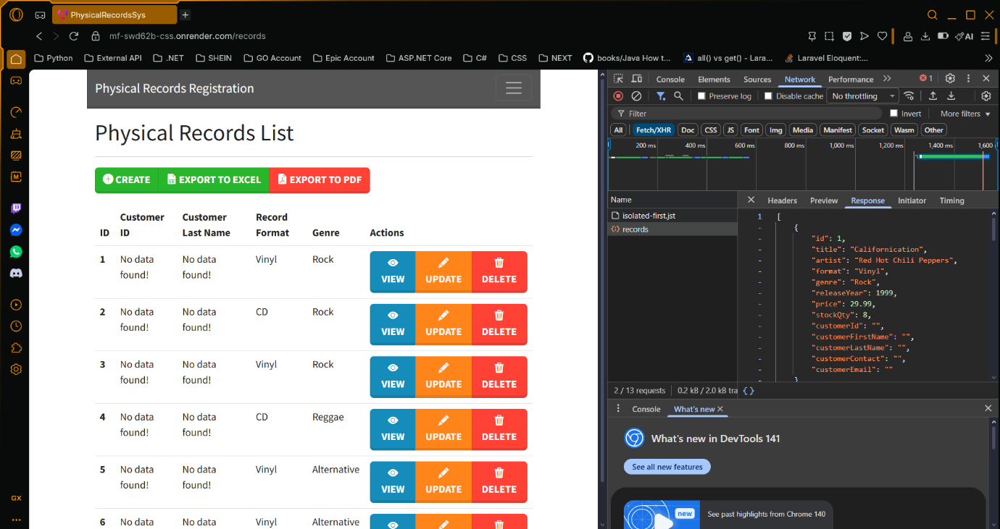 PhysicalRecordsSys
mf-swd62b-css.onrender.com/records
AI
Python
External API
.NET
SHEIN
GO Account
Epic Account
ASP.NET Core
C#
CSS
NEXT
books/Java How t...
all() vs get() - Lara...
Laravel Eloquent:...
M
GX
Physical Records Registration
Physical Records List
CREATE
EXPORT TO EXCEL
EXPORT TO PDF
ID
Customer ID
Customer Last Name
Record Format
Genre
Actions
1 No data found! No data found! Vinyl Rock VIEW UPDATE DELETE
2 No data found! No data found! CD Rock VIEW UPDATE DELETE
3 No data found! No data found! Vinyl Rock VIEW UPDATE DELETE
4 No data found! No data found! CD Reggae VIEW UPDATE DELETE
5 No data found! No data found! Vinyl Alternative VIEW UPDATE DELETE
6 No data No data Vinyl Alternative
Console Elements Sources Network Performance 1
Preserve log Disable cache No throttling
Filter Invert More filters
All Fetch/XHR Doc CSS JS Font Img Media Manifest Socket Wasm Other
200 ms 400 ms 600 ms 800 ms 1,000 ms 1,200 ms 1,400 ms 1,600
Name
isolated-first.jst
records
Headers Preview Response Initiator Timing
1 [
- {
- "id": 1,
- "title": "Californication",
- "artist": "Red Hot Chili Peppers",
- "format": "Vinyl",
- "genre": "Rock",
- "releaseYear": 1999,
- "price": 29.99,
- "stockQty": 8,
- "customerId": "",
- "customerFirstName": "",
- "customerLastName": "",
- "customerContact": "",
- "customerEmail": ""
- }
2 / 13 requests 0.2 kB / 2.0 kB tra {}
Console What's new
What's new in DevTools 141
See all new features
new
See past highlights from Chrome 140